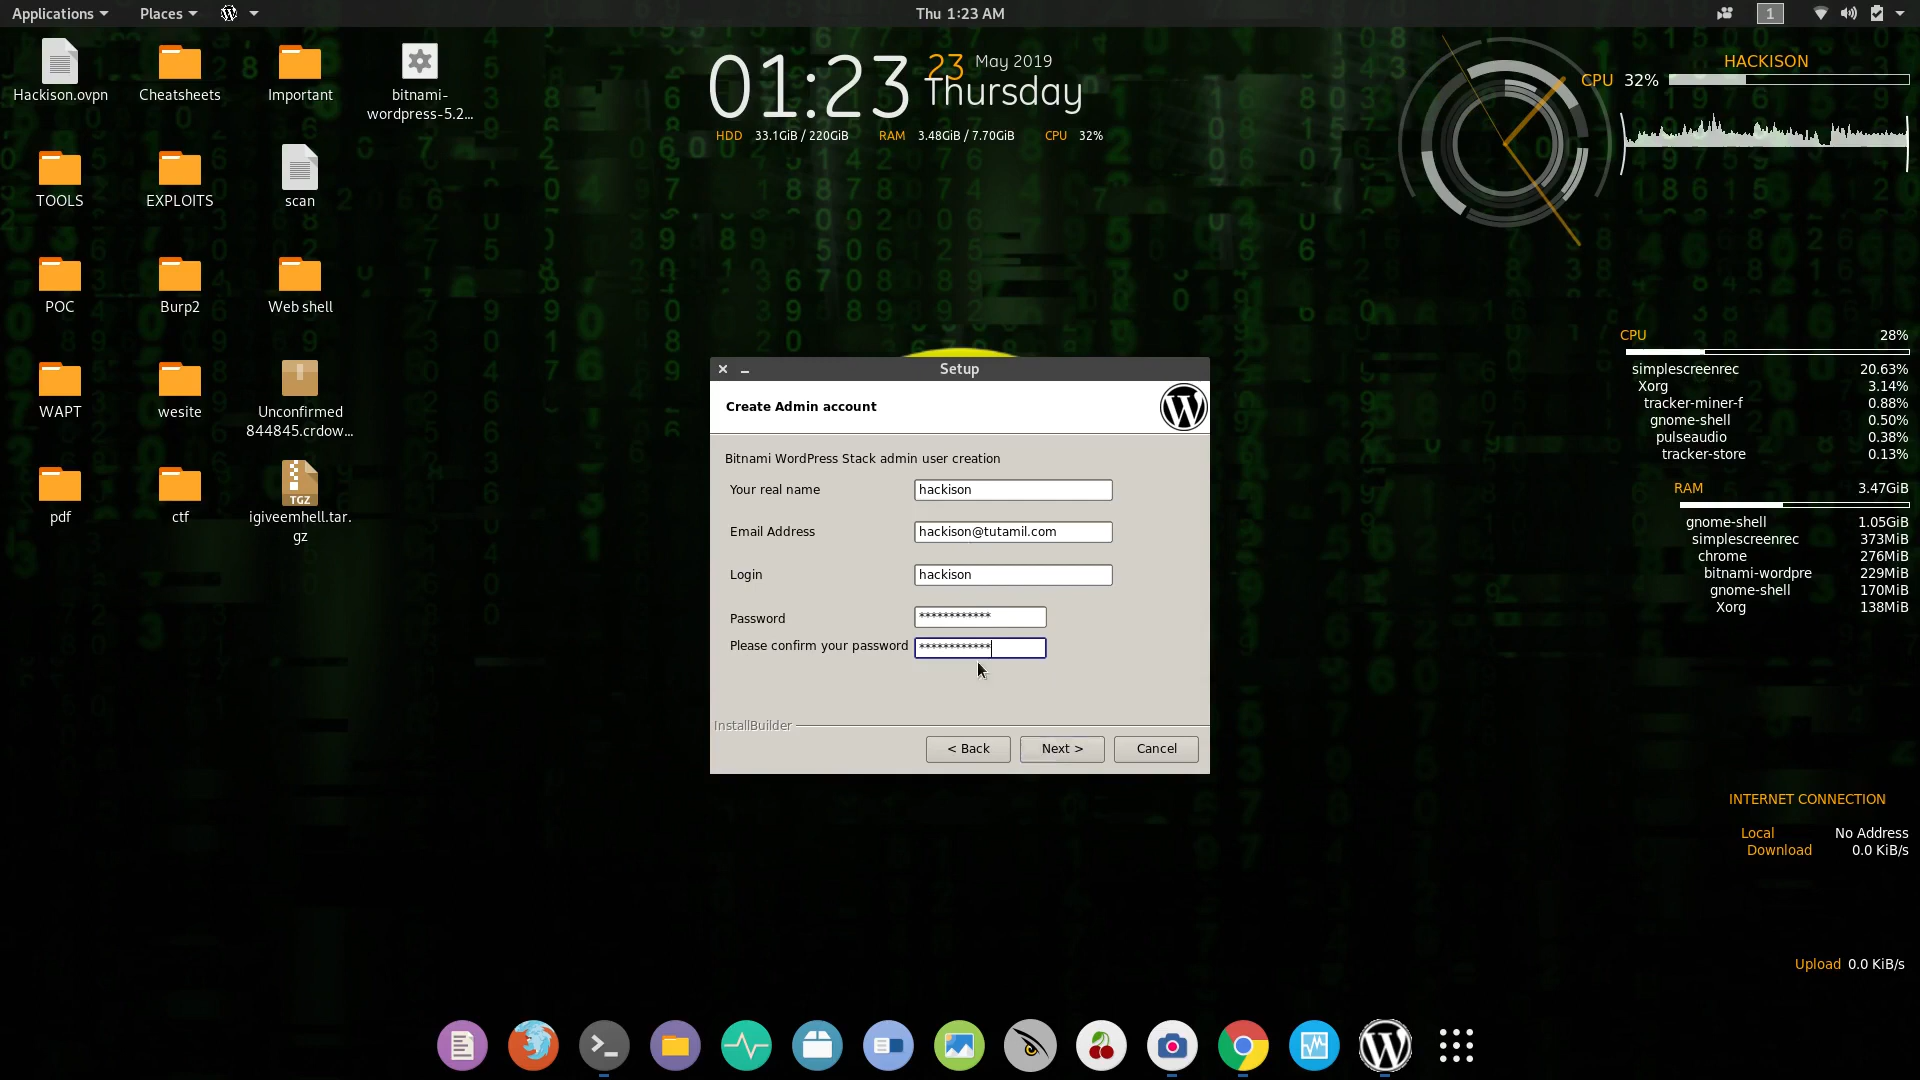 Applications Places Thu 1:23 AM 1
Hackison.ovpn
Cheatsheets
Important
bitnami-
wordpress-5.2...
TOOLS
EXPLOITS
scan
POC
Burp2
Web shell
WAPT
wesite
Unconfirmed
844845.crdow...
pdf
ctf
TGZ
igiveemhell.tar.
gz
01:23
23 May 2019
Thursday
HDD 33.1GiB / 220GiB RAM 3.48GiB / 7.70GiB CPU 32%
HACKISON
CPU 32%
CPU 28%
simplescreenrec 20.63%
Xorg 3.14%
tracker-miner-f 0.88%
gnome-shell 0.50%
pulseaudio 0.38%
tracker-store 0.13%
RAM 3.47GiB
gnome-shell 1.05GiB
simplescreenrec 373MiB
chrome 276MiB
bitnami-wordpre 229MiB
gnome-shell 170MiB
Xorg 138MiB
INTERNET CONNECTION
Local No Address
Download 0.0 KiB/s
Upload 0.0 KiB/s
Setup
Create Admin account
Bitnami WordPress Stack admin user creation
Your real name hackison
Email Address hackison@tutamil.com
Login hackison
Password ************
Please confirm your password ************
InstallBuilder
< Back Next > Cancel